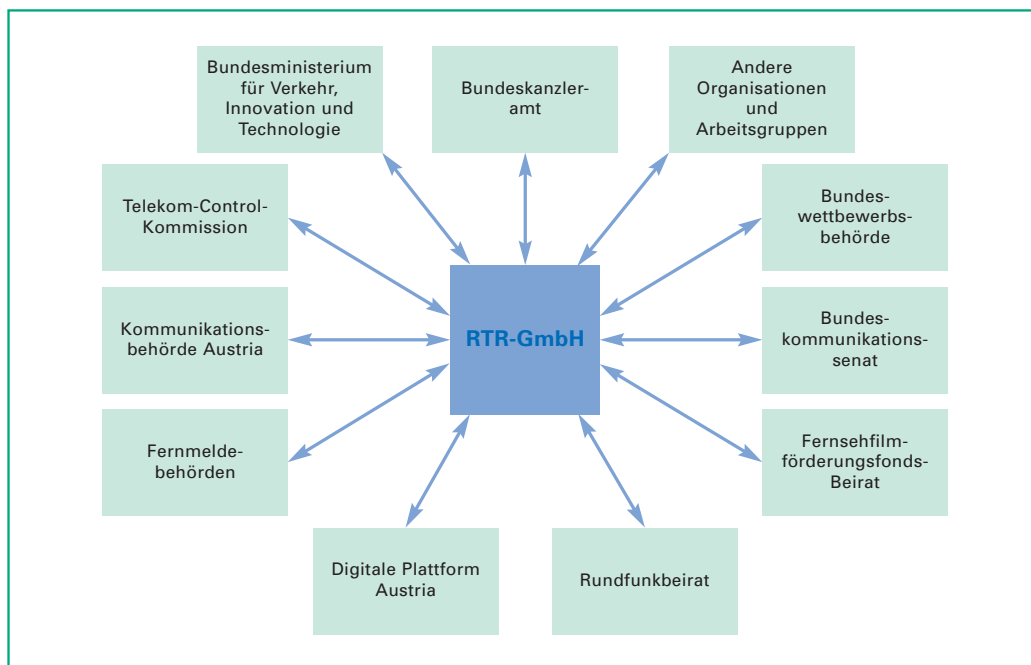 Bundesministerium
für Verkehr,
Innovation und
Technologie
Bundeskanzler-
amt
Andere
Organisationen
und
Arbeitsgruppen
Telekom-Control-
Kommission
Bundes-
wettbewerbs-
behörde
RTR-GmbH
Kommunikations-
behörde Austria
Bundes-
kommunikations-
senat
Fernmelde-
behörden
Fernsehfilm-
förderungsfonds-
Beirat
Digitale Plattform
Austria
Rundfunkbeirat